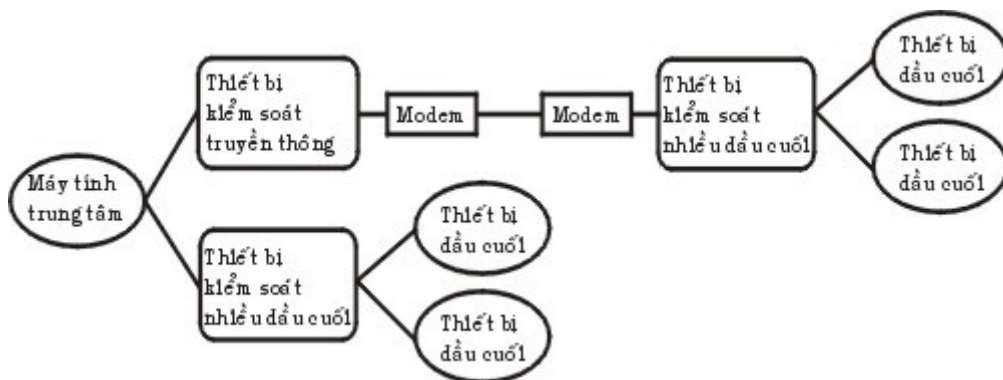 Máy tính
trung tâm
Thiết bị
kiểm soát
truyền thông
Modem
Modem
Thiết bị
kiểm soát
nhiều đầu cuối
Thiết bị
đầu cuối
Thiết bị
đầu cuối
Thiết bị
kiểm soát
nhiều đầu cuối
Thiết bị
đầu cuối
Thiết bị
đầu cuối